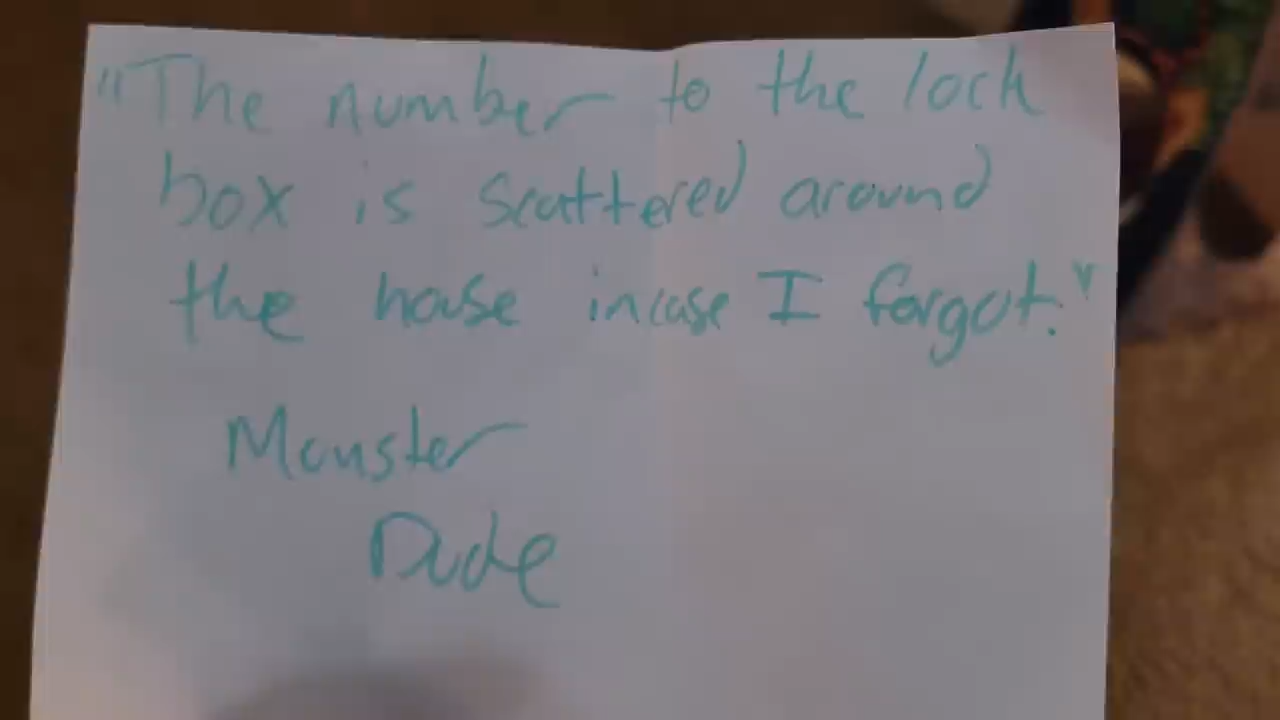 "The number to the lock
box is scattered around
the house incase I forgot."
Monster
Dude